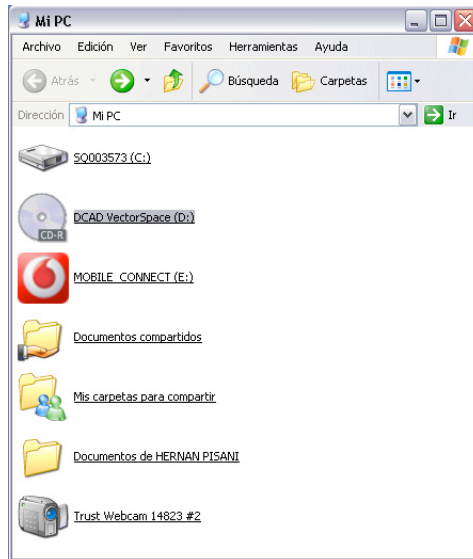 Mi PC
Archivo Edición Ver Favoritos Herramientas Ayuda
Atrás Búsqueda Carpetas
Dirección Mi PC Ir
SQ003573 (C:)
DCAD VectorSpace (D:)
CD-R
MOBILE_CONNECT (E:)
Documentos compartidos
Mis carpetas para compartir
Documentos de HERNAN PISANI
Trust Webcam 14823 #2